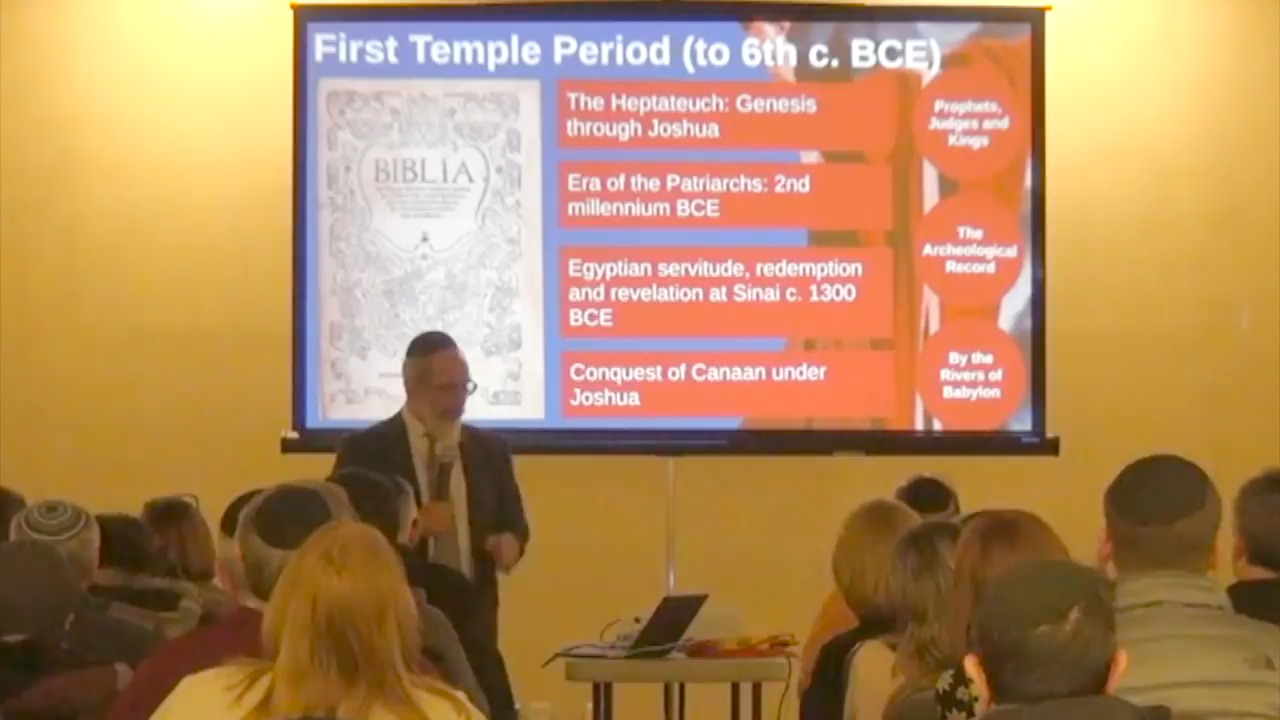 First Temple Period (to 6th c. BCE)
BIBLIA
The Heptateuch: Genesis
through Joshua
Era of the Patriarchs: 2nd
millennium BCE
Egyptian servitude, redemption
and revelation at Sinai c. 1300
BCE
Conquest of Canaan under
Joshua
Prophets,
Judges and
Kings
The
Archeological
Record
By the
Rivers of
Babylon